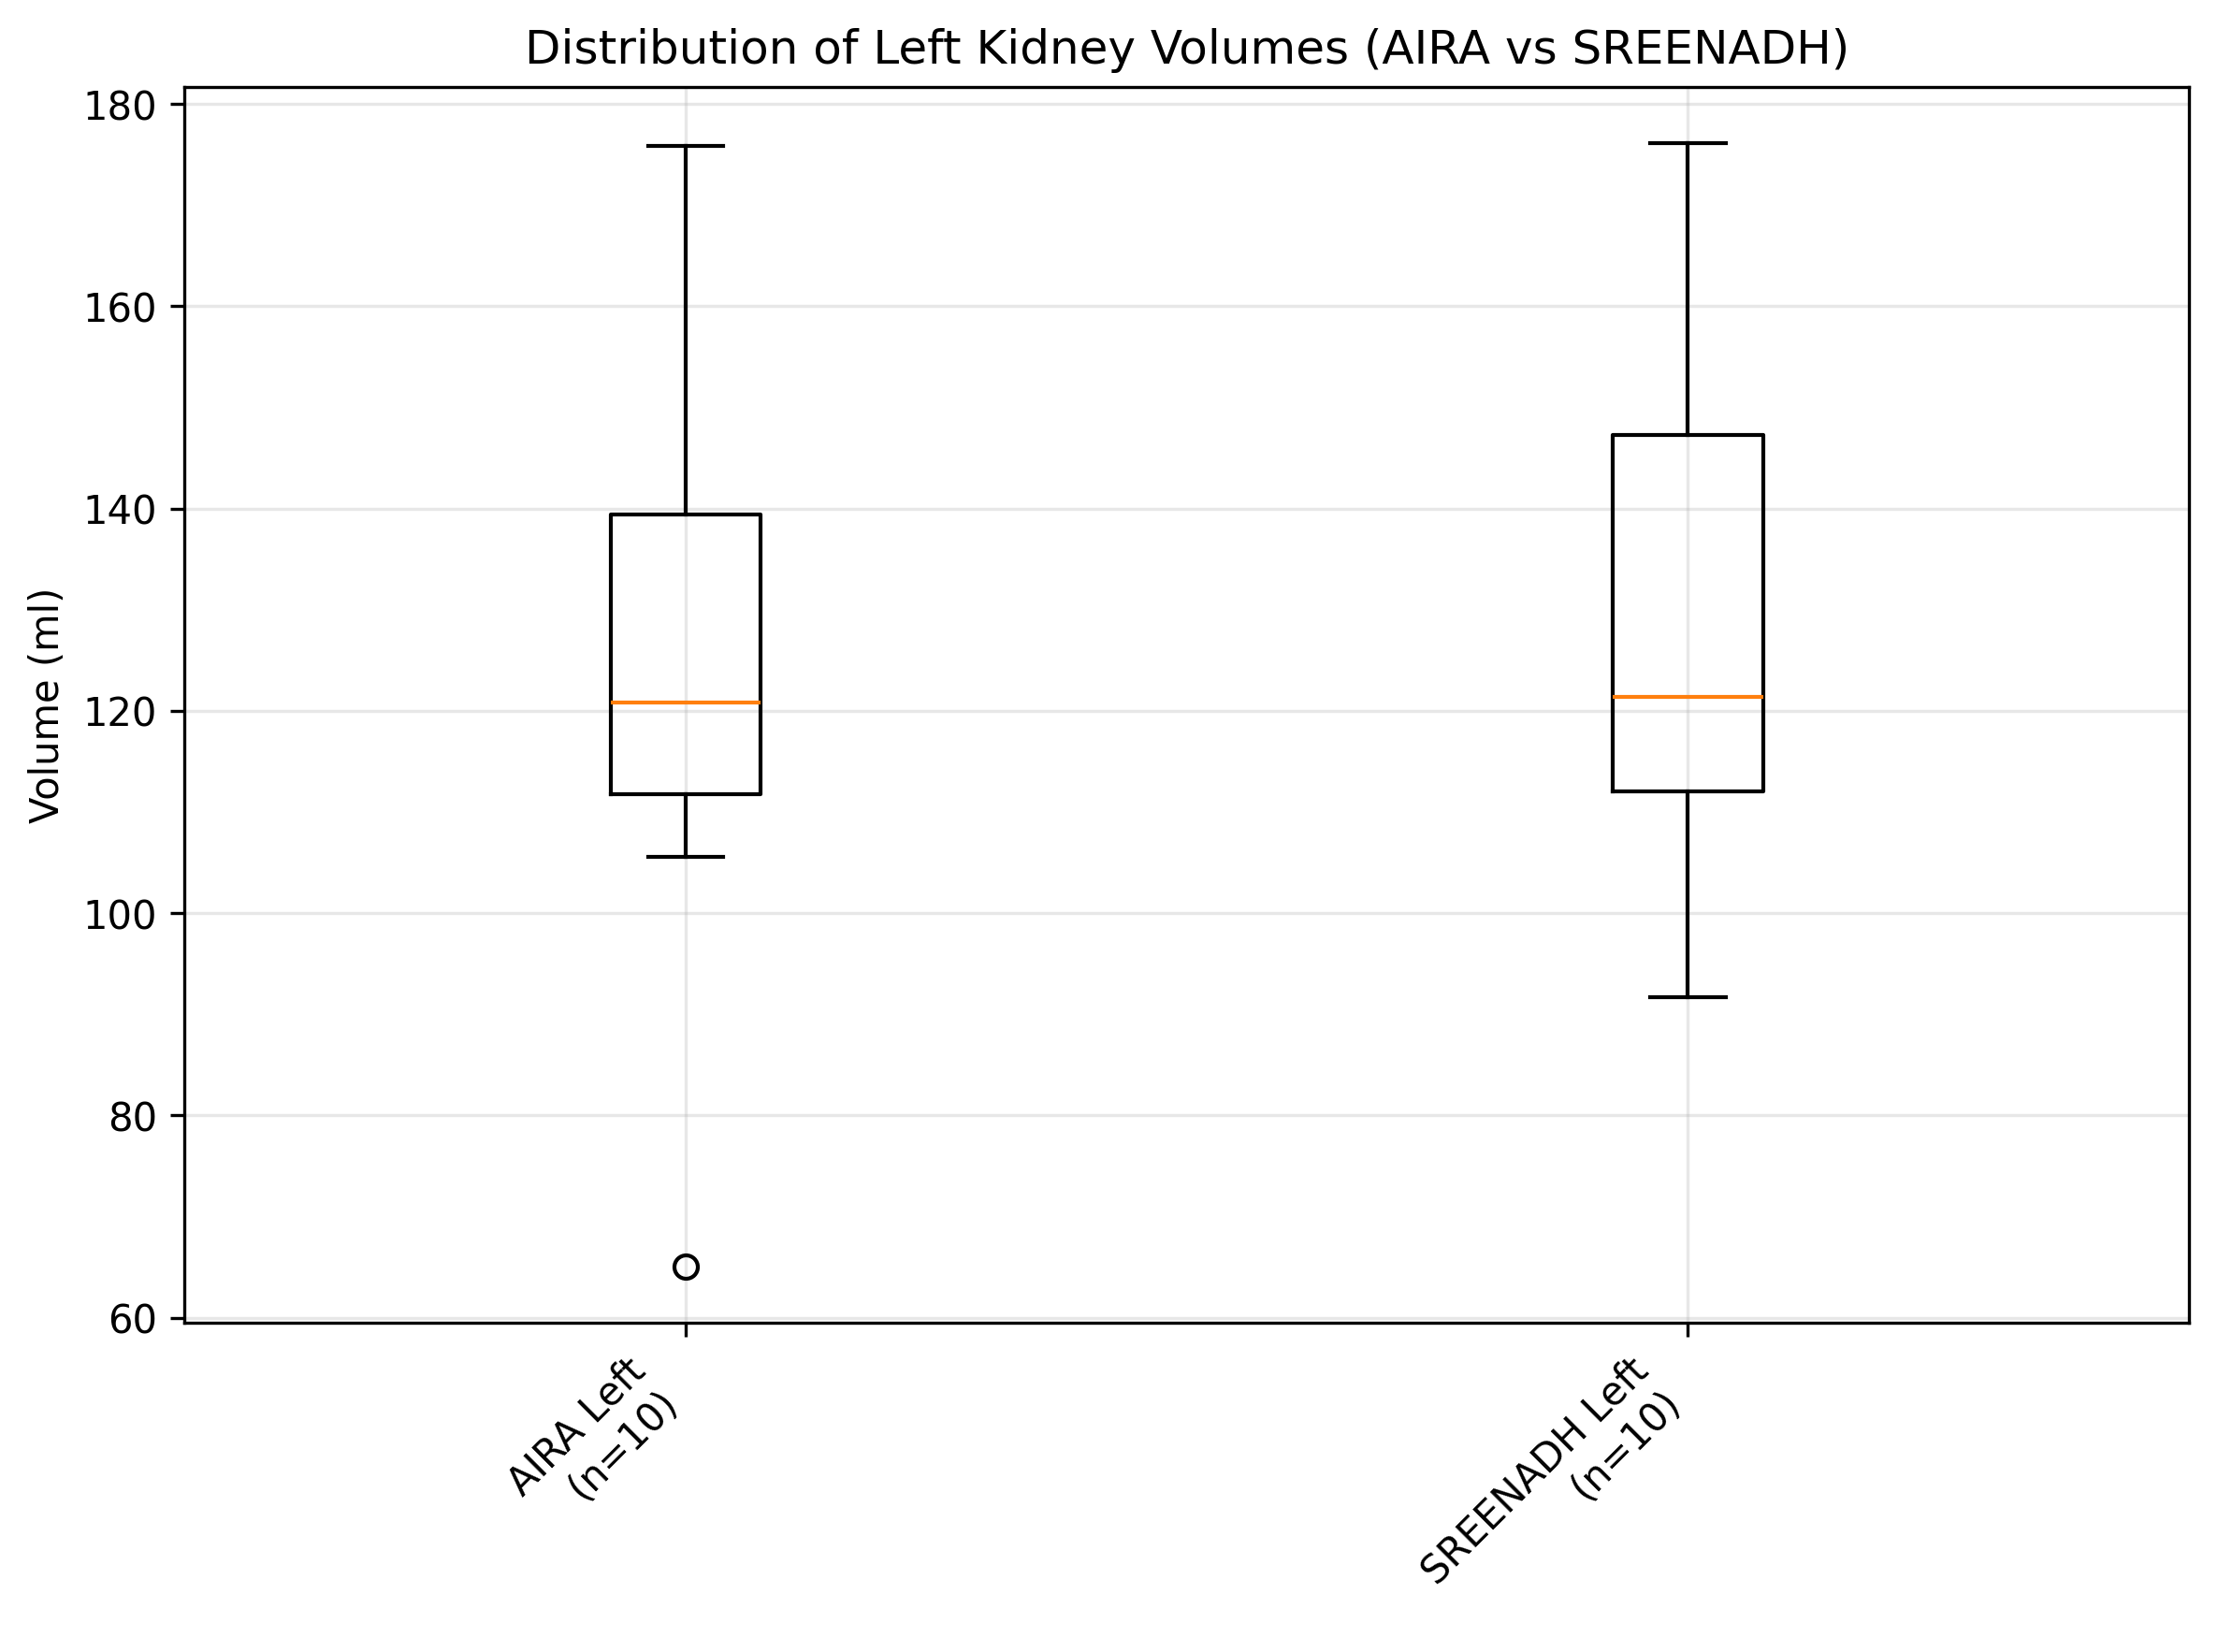 Distribution of Left Kidney Volumes (AIRA vs SREENADH)
Volume (ml)
180
160
140
120
100
80
60
AIRA Left
(n=10)
SREENADH Left
(n=10)